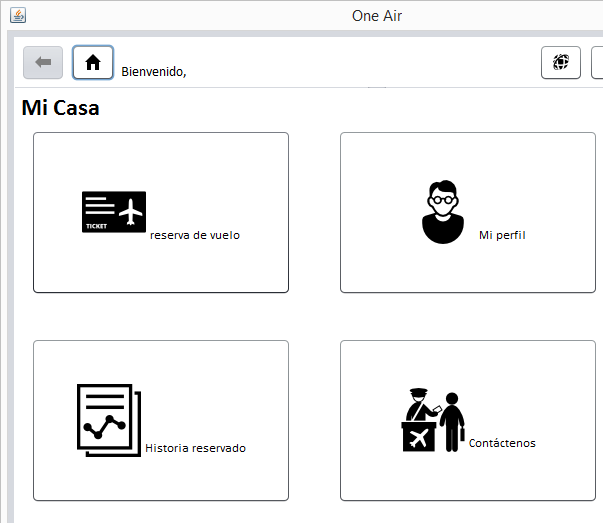 One Air
Bienvenido,
Mi Casa
TICKET
reserva de vuelo
Mi perfil
Historia reservado
Contáctenos